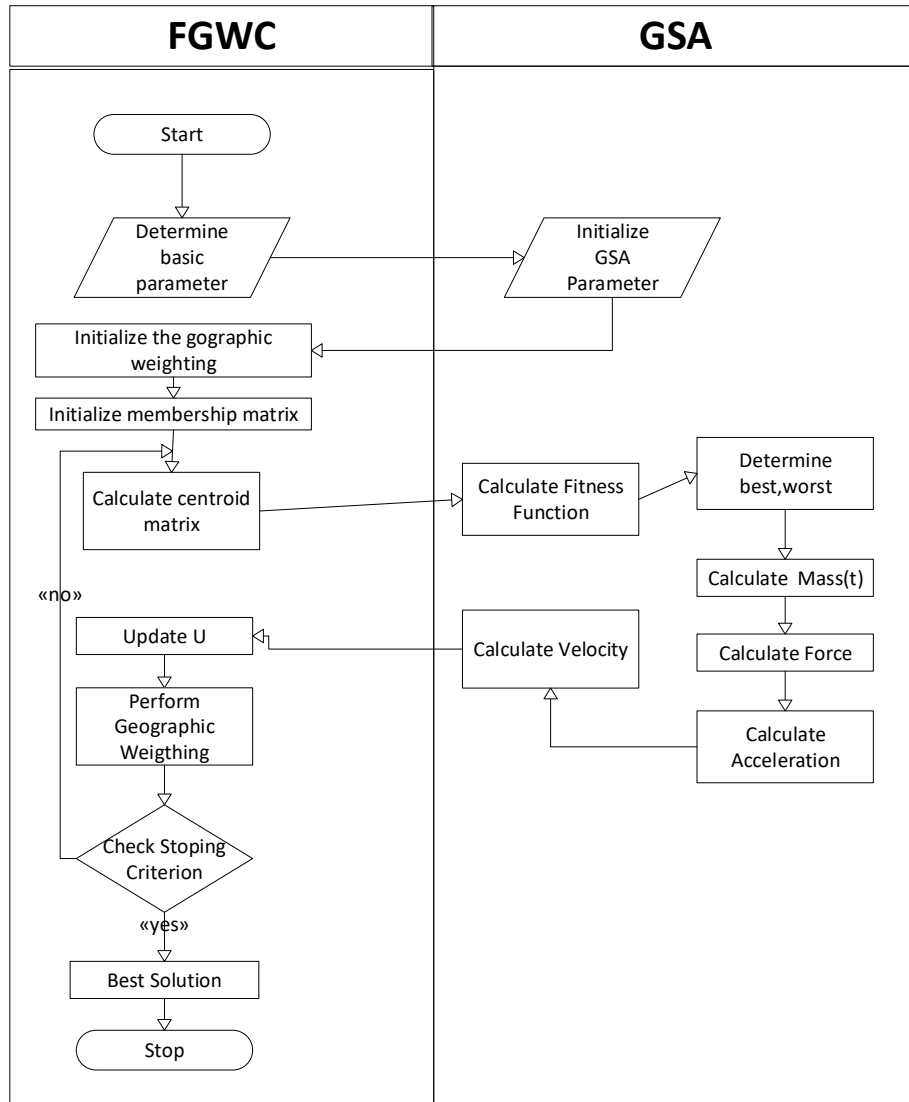 FGWC
GSA
Start
Determine
basic
parameter
Initialize
GSA
Parameter
Initialize the gographic
weighting
Initialize membership matrix
Calculate centroid
matrix
Calculate Fitness
Function
Determine
best,worst
Calculate Mass(t)
Calculate Force
Calculate
Acceleration
Calculate Velocity
Update U
Perform
Geographic
Weigthing
Check Stoping
Criterion
«no»
«yes»
Best Solution
Stop